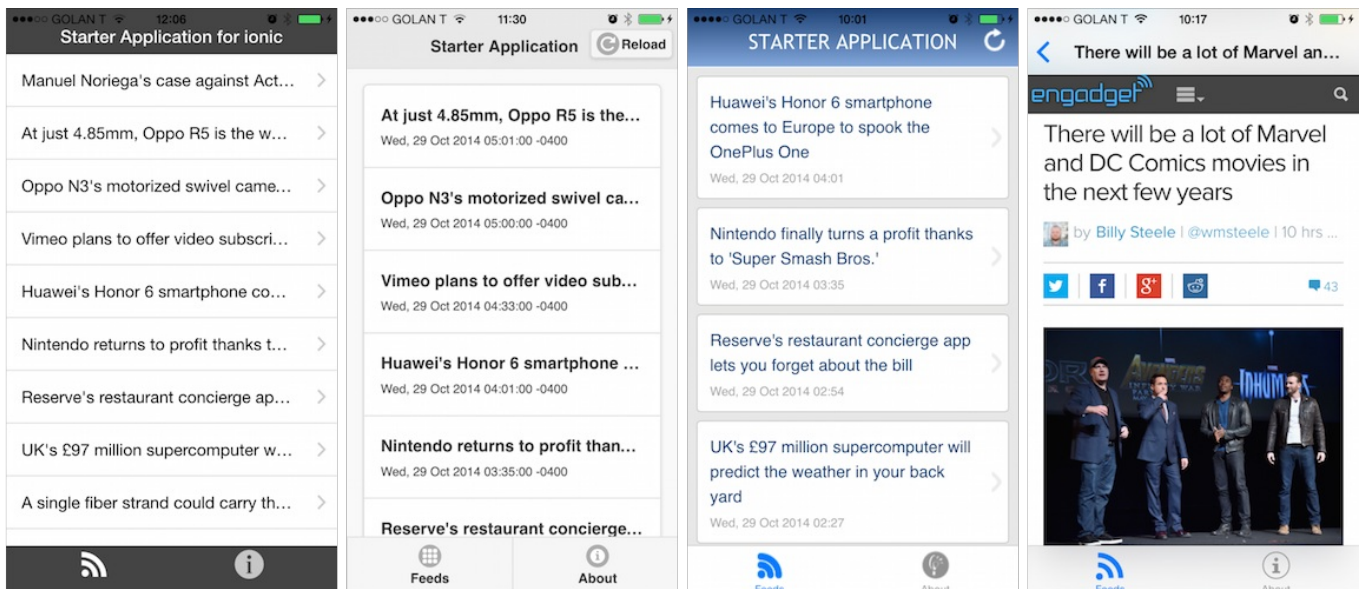 GOLAN T 12:06
Starter Application for ionic
Manuel Noriega's case against Act...
At just 4.85mm, Oppo R5 is the w...
Oppo N3's motorized swivel came...
Vimeo plans to offer video subscri...
Huawei's Honor 6 smartphone co...
Nintendo returns to profit thanks t...
Reserve's restaurant concierge ap...
UK's £97 million supercomputer w...
A single fiber strand could carry th...
GOLAN T 11:30
Starter Application Reload
At just 4.85mm, Oppo R5 is the...
Wed, 29 Oct 2014 05:01:00 -0400
Oppo N3's motorized swivel ca...
Wed, 29 Oct 2014 05:00:00 -0400
Vimeo plans to offer video sub...
Wed, 29 Oct 2014 04:33:00 -0400
Huawei's Honor 6 smartphone ...
Wed, 29 Oct 2014 04:01:00 -0400
Nintendo returns to profit than...
Wed, 29 Oct 2014 03:35:00 -0400
Reserve's restaurant concierge...
Feeds About
GOLAN T 10:01
STARTER APPLICATION
Huawei's Honor 6 smartphone
comes to Europe to spook the
OnePlus One
Wed, 29 Oct 2014 04:01
Nintendo finally turns a profit thanks
to 'Super Smash Bros.'
Wed, 29 Oct 2014 03:35
Reserve's restaurant concierge app
lets you forget about the bill
Wed, 29 Oct 2014 02:54
UK's £97 million supercomputer will
predict the weather in your back
yard
Wed, 29 Oct 2014 02:27
Feeds About
GOLAN T 10:17
There will be a lot of Marvel an...
engadget
There will be a lot of Marvel
and DC Comics movies in
the next few years
by Billy Steele | @wmsteele | 10 hrs ...
43
AVENGERS
INHUM
Feeds About